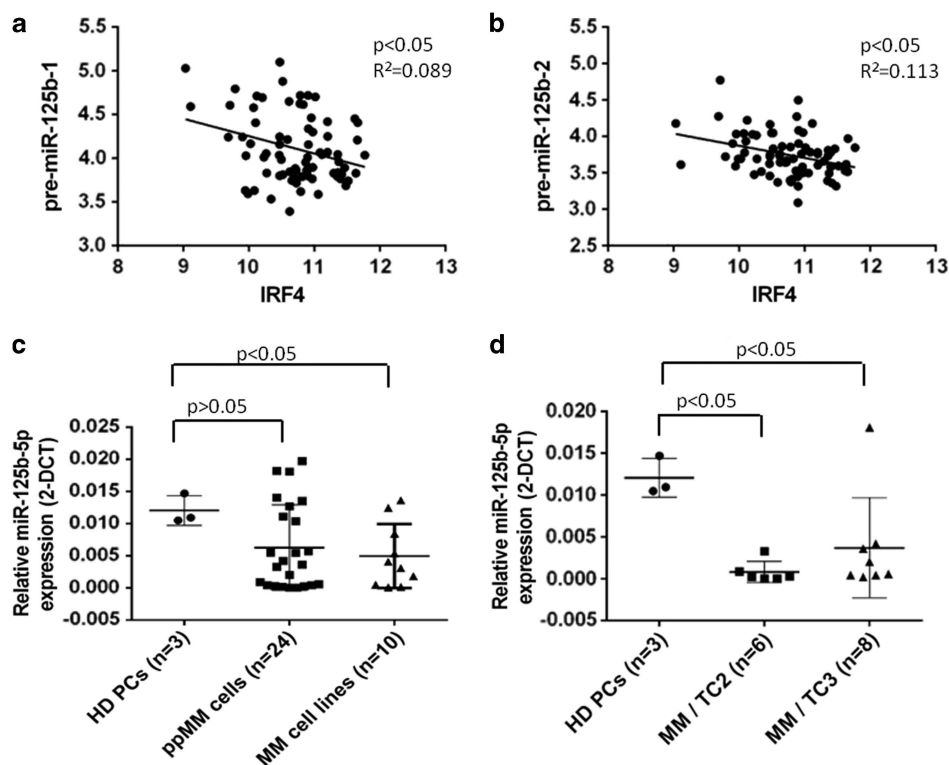 a
5.5
5.0
4.5
4.0
3.5
3.0
pre-miR-125b-1
p<0.05
R²=0.089
8 9 10 11 12 13
IRF4
b
5.5
5.0
4.5
4.0
3.5
3.0
2.5
pre-miR-125b-2
p<0.05
R²=0.113
8 9 10 11 12 13
IRF4
c
p<0.05
p>0.05
0.025
0.020
0.015
0.010
0.005
0.000
-0.005
Relative miR-125b-5p
expression (2-DCT)
HD PCs (n=3)
ppMM cells (n=24)
MM cell lines (n=10)
d
p<0.05
p<0.05
0.020
0.015
0.010
0.005
0.000
-0.005
Relative miR-125b-5p
expression (2-DCT)
HD PCs (n=3)
MM / TC2 (n=6)
MM / TC3 (n=8)